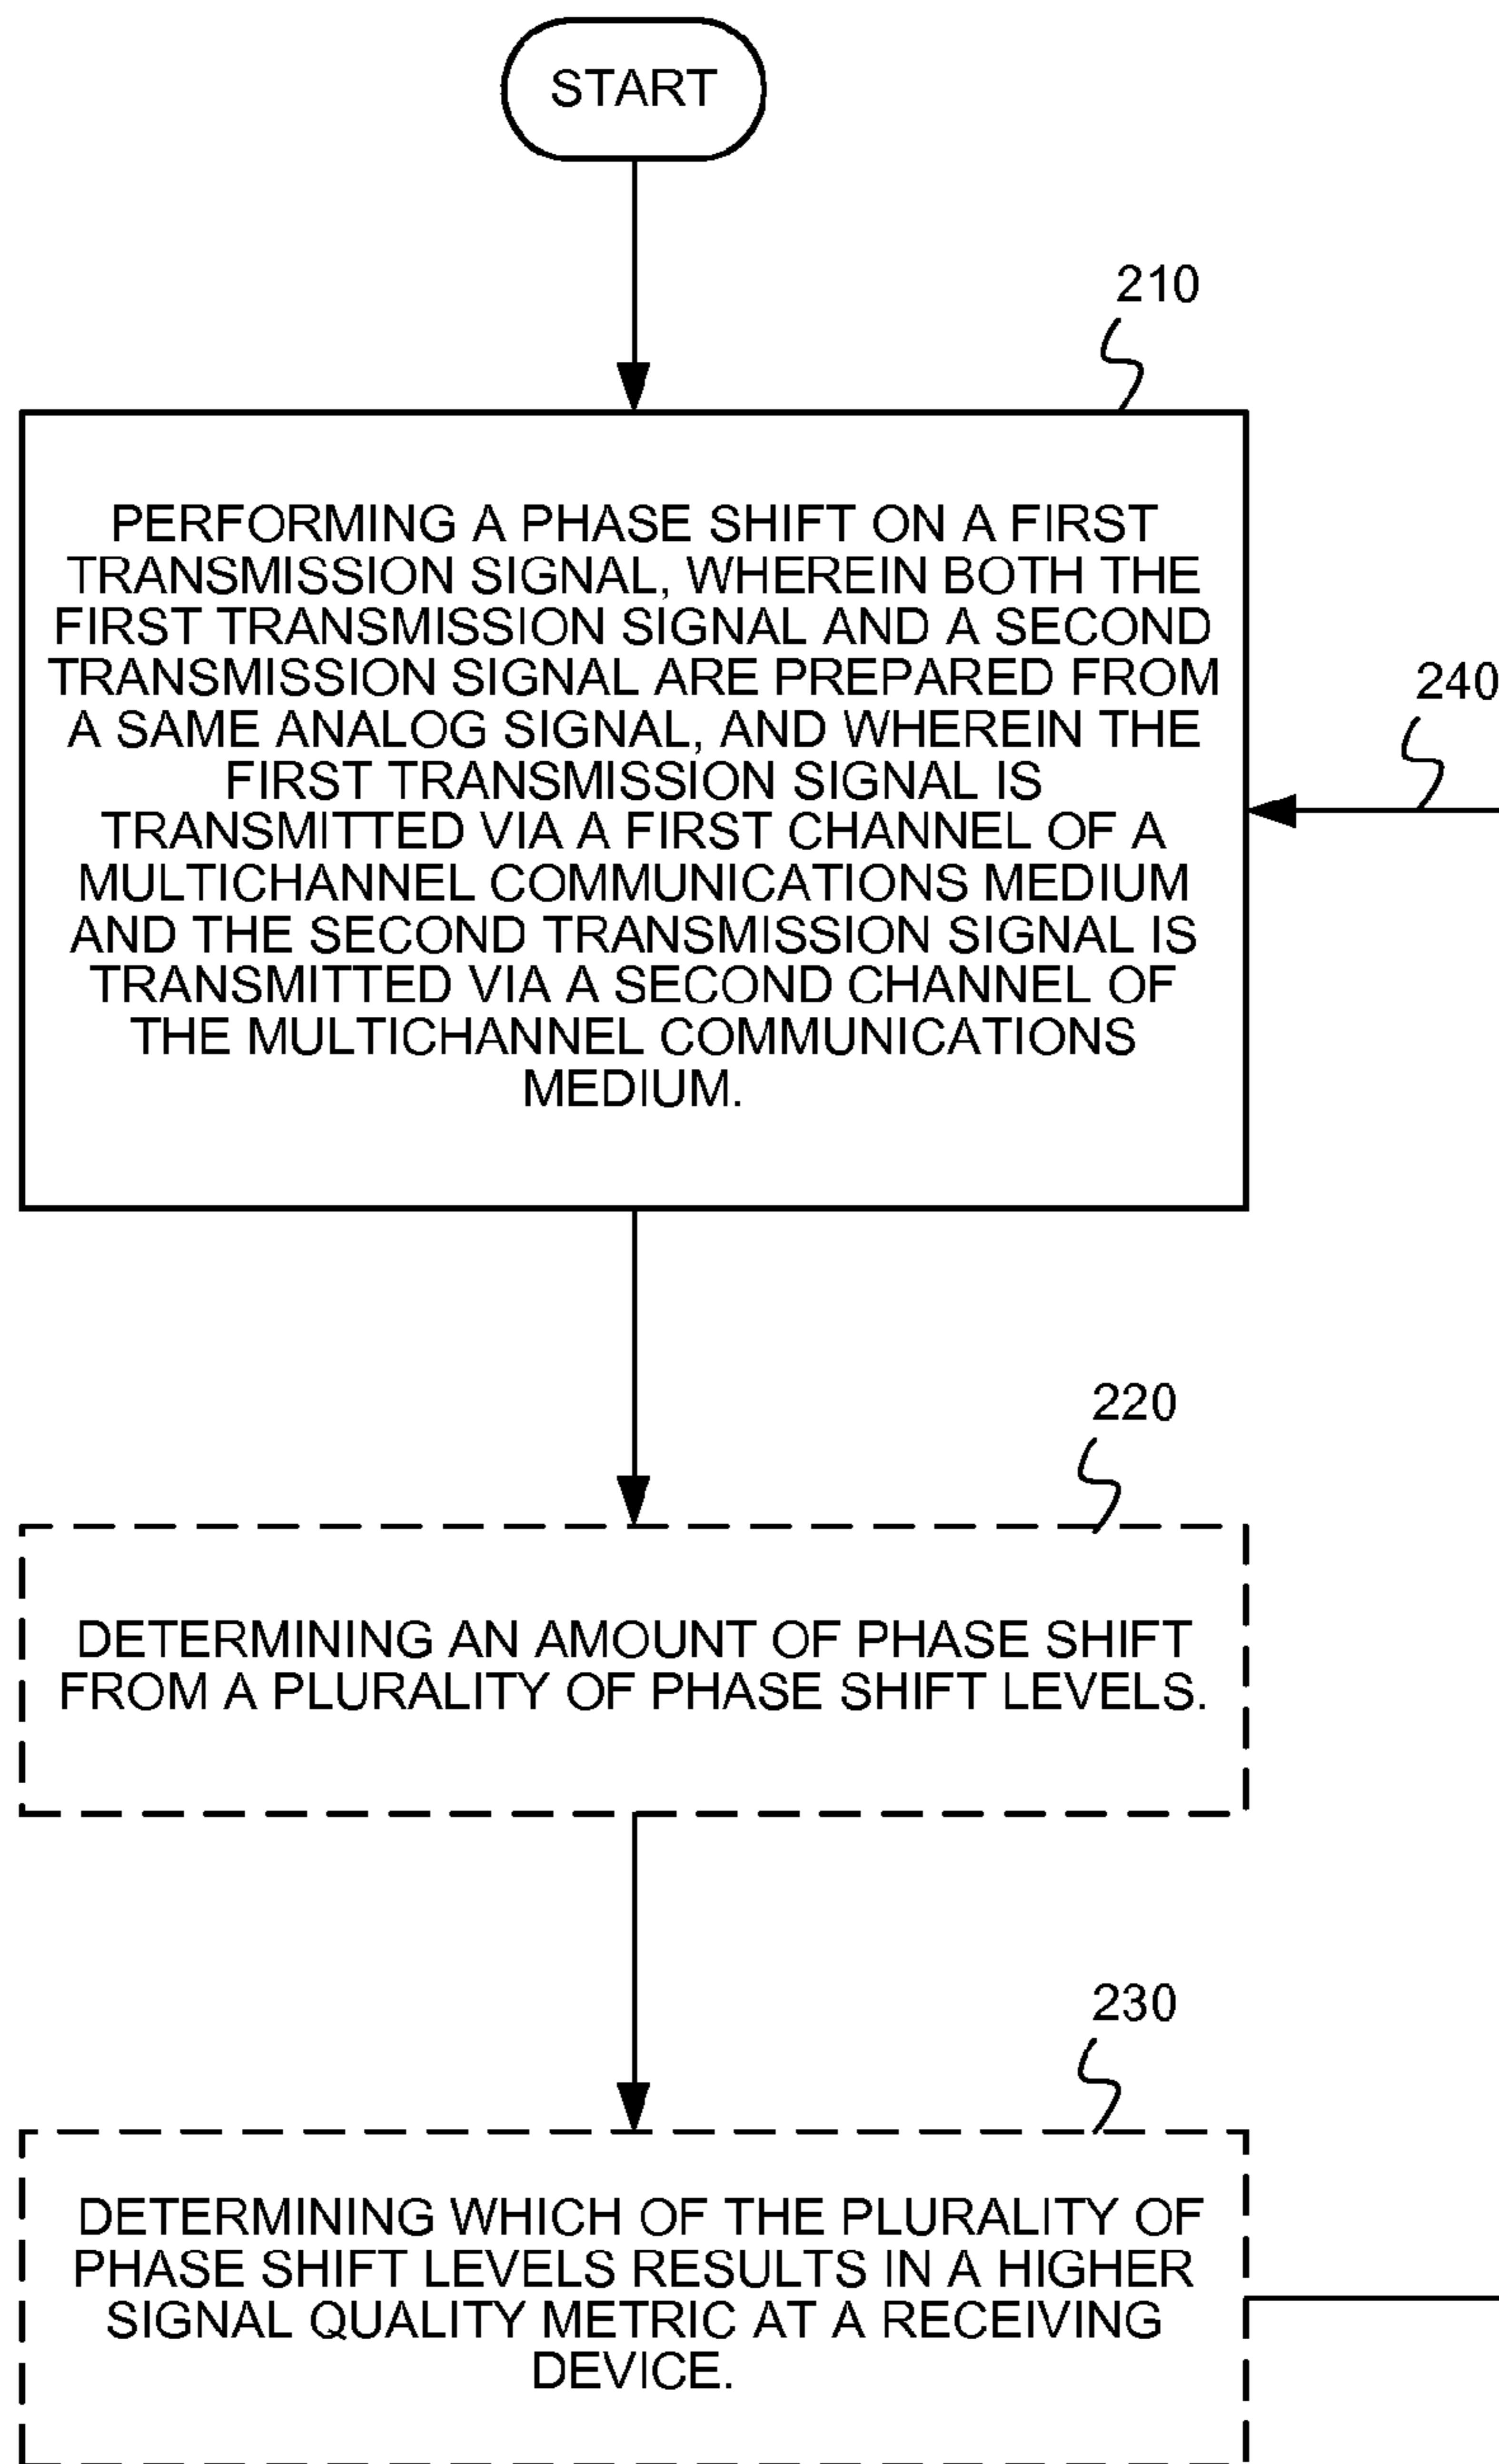 START
210
PERFORMING A PHASE SHIFT ON A FIRST
TRANSMISSION SIGNAL, WHEREIN BOTH THE
FIRST TRANSMISSION SIGNAL AND A SECOND
TRANSMISSION SIGNAL ARE PREPARED FROM
A SAME ANALOG SIGNAL, AND WHEREIN THE
FIRST TRANSMISSION SIGNAL IS
TRANSMITTED VIA A FIRST CHANNEL OF A
MULTICHANNEL COMMUNICATIONS MEDIUM
AND THE SECOND TRANSMISSION SIGNAL IS
TRANSMITTED VIA A SECOND CHANNEL OF
THE MULTICHANNEL COMMUNICATIONS
MEDIUM.
240
220
DETERMINING AN AMOUNT OF PHASE SHIFT
FROM A PLURALITY OF PHASE SHIFT LEVELS.
230
DETERMINING WHICH OF THE PLURALITY OF
PHASE SHIFT LEVELS RESULTS IN A HIGHER
SIGNAL QUALITY METRIC AT A RECEIVING
DEVICE.